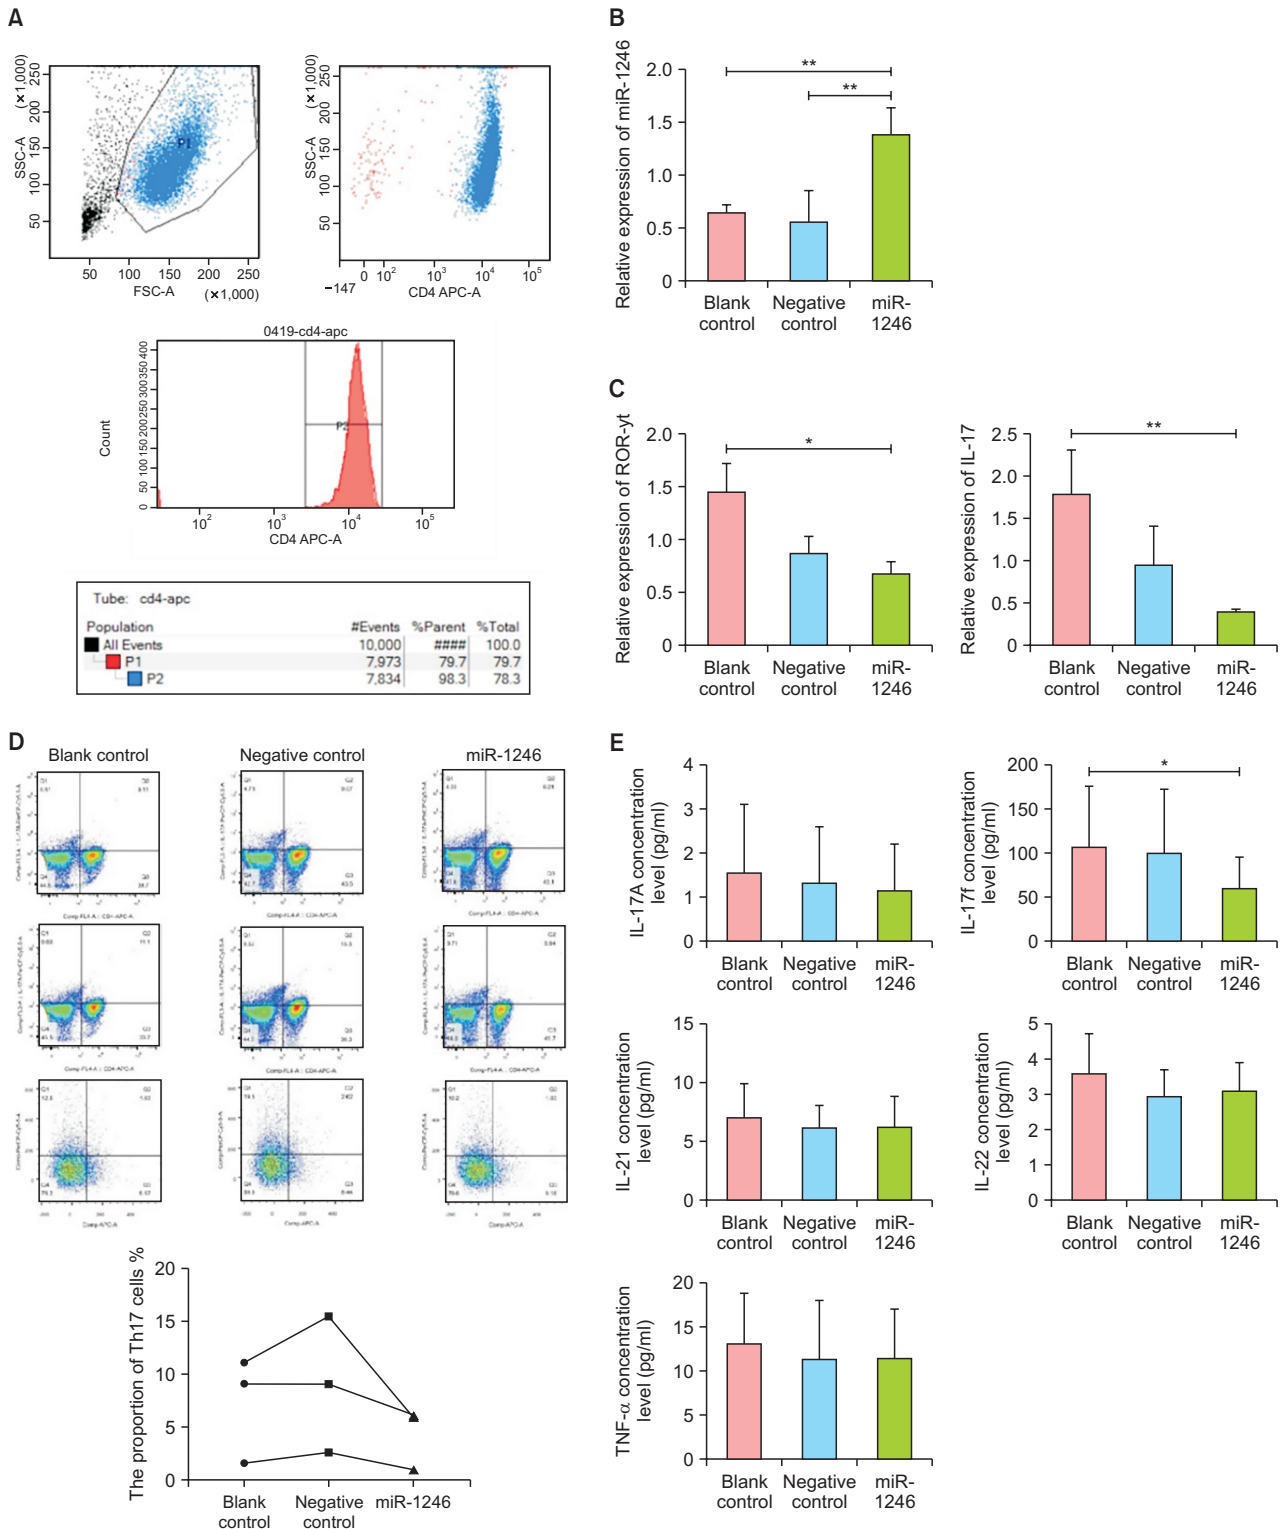 A
SSC-A (×1,000)
250
200
150
100
50
P1
50 100 150 200 250
FSC-A (×1,000)
SSC-A (×1,000)
250
200
150
100
50
−147
0 10² 10³ 10⁴ 10⁵
CD4 APC-A
0419-cd4-apc
Count
0 50 100 150 200 250 300 350 400
P2
10² 10³ 10⁴ 10⁵
CD4 APC-A
Tube: cd4-apc
Population #Events %Parent %Total
All Events 10,000 #### 100.0
P1 7,973 79.7 79.7
P2 7,834 98.3 78.3
B
Relative expression of miR-1246
2.0
1.5
1.0
0.5
0
**
**
Blank control
Negative control
miR-1246
C
Relative expression of ROR-yt
2.0
1.5
1.0
0.5
0
*
Blank control
Negative control
miR-1246
Relative expression of IL-17
2.5
2.0
1.5
1.0
0.5
0
**
Blank control
Negative control
miR-1246
D
Blank control
Negative control
miR-1246
The proportion of Th17 cells %
20
15
10
5
0
Blank control
Negative control
miR-1246
E
IL-17A concentration level (pg/ml)
4
3
2
1
0
Blank control
Negative control
miR-1246
IL-17f concentration level (pg/ml)
200
150
100
50
0
*
Blank control
Negative control
miR-1246
IL-21 concentration level (pg/ml)
15
10
5
0
Blank control
Negative control
miR-1246
IL-22 concentration level (pg/ml)
5
4
3
2
1
0
Blank control
Negative control
miR-1246
TNF-α concentration level (pg/ml)
20
15
10
5
0
Blank control
Negative control
miR-1246